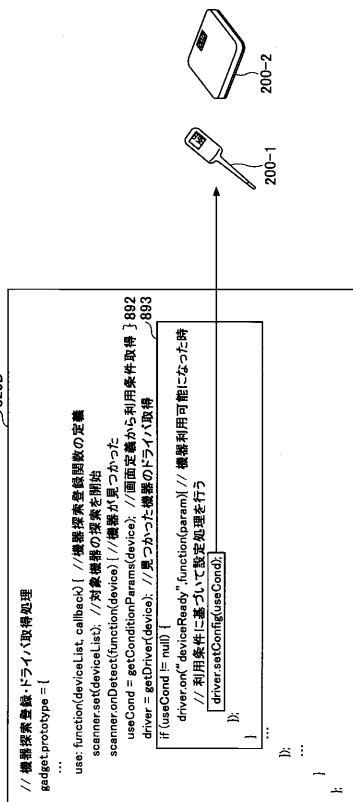 // 機器探索登録・ドライバ取得処理
gadget.prototype = {
…
use: function(deviceList, callback) { //機器探索登録関数の定義
scanner.set(deviceList); //対象機器の探索を開始
scanner.onDetect(function(device) { //機器が見つかった
useCond = getConditionParams(device); //画面定義から利用条件取得 } 892
driver = getDriver(device); //見つかった機器のドライバ取得
893
if (useCond != null) {
driver.on("deviceReady",function(param){ // 機器利用可能になった時
// 利用条件に基づいて設定処理を行う
driver.setConfig(useCond);
});
}
…
});
…
}
};
200-1
200-2